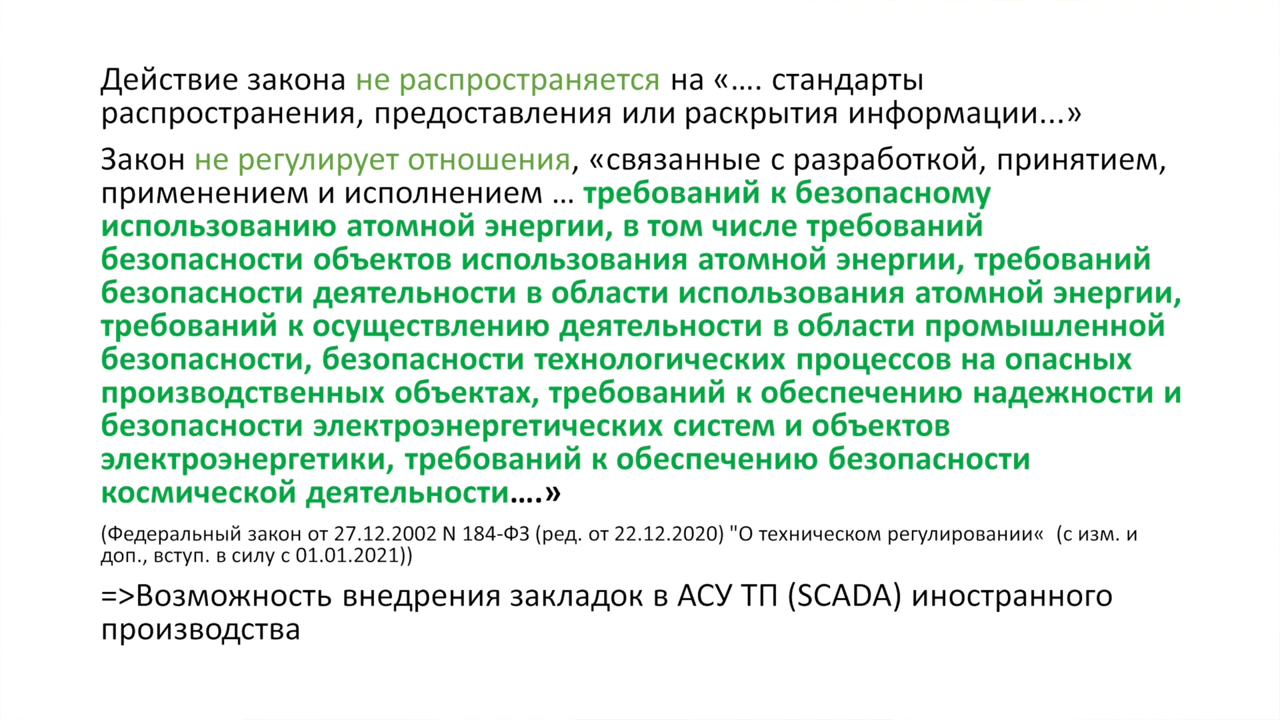 Действие закона не распространяется на «…. стандарты
распространения, предоставления или раскрытия информации...»
Закон не регулирует отношения, «связанные с разработкой, принятием,
применением и исполнением … требований к безопасному
использованию атомной энергии, в том числе требований
безопасности объектов использования атомной энергии, требований
безопасности деятельности в области использования атомной энергии,
требований к осуществлению деятельности в области промышленной
безопасности, безопасности технологических процессов на опасных
производственных объектах, требований к обеспечению надежности и
безопасности электроэнергетических систем и объектов
электроэнергетики, требований к обеспечению безопасности
космической деятельности….»
(Федеральный закон от 27.12.2002 N 184-ФЗ (ред. от 22.12.2020) "О техническом регулировании« (с изм. и
доп., вступ. в силу с 01.01.2021))
=>Возможность внедрения закладок в АСУ ТП (SCADA) иностранного
производства